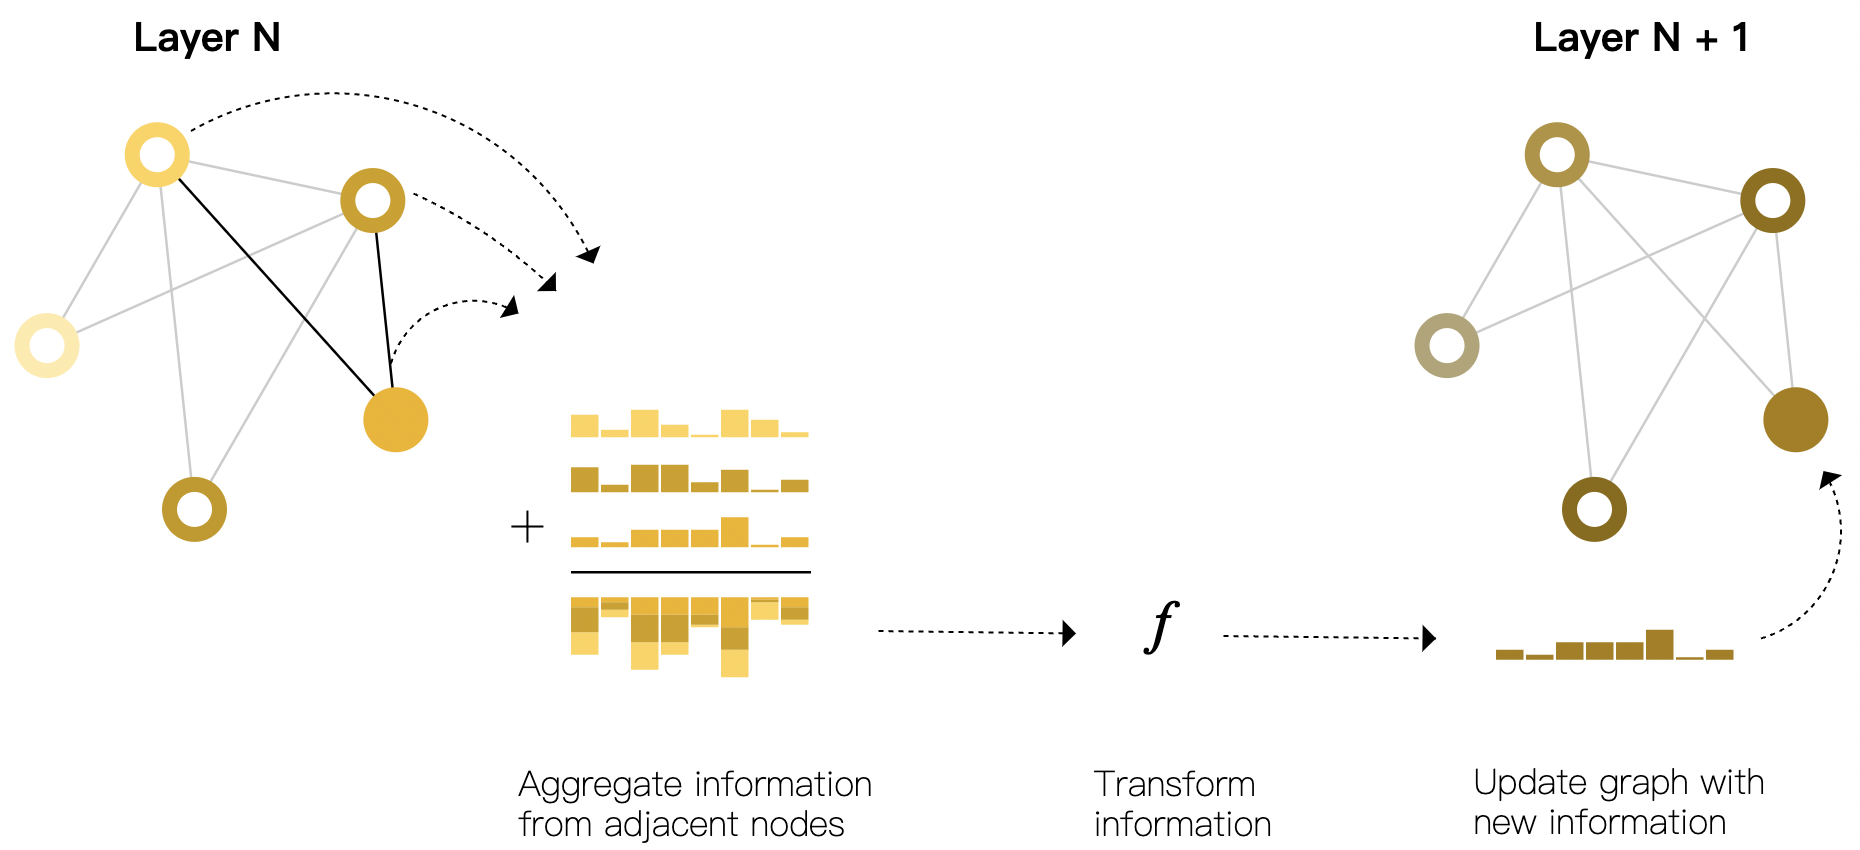 Layer N
Layer N + 1
+
f
Aggregate information
from adjacent nodes
Transform
information
Update graph with
new information